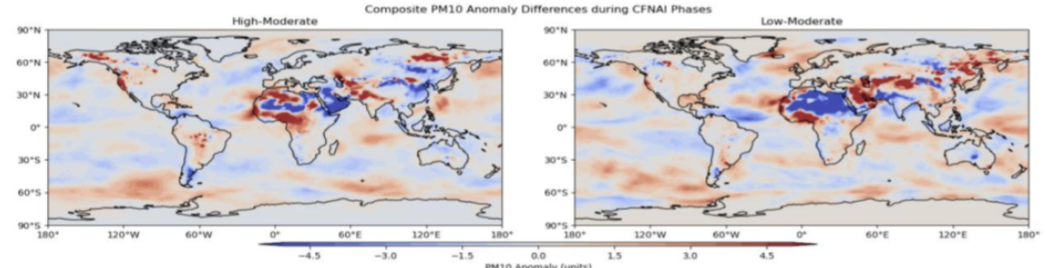 Composite PM10 Anomaly Differences during CFNAI Phases
High-Moderate
Low-Moderate
90°N
60°N
30°N
0°
30°S
60°S
90°S
180° 120°W 60°W 0° 60°E 120°E 180°
90°N
60°N
30°N
0°
30°S
60°S
90°S
180° 120°W 60°W 0° 60°E 120°E 180°
−4.5 −3.0 −1.5 0.0 1.5 3.0 4.5
PM10 Anomaly (units)